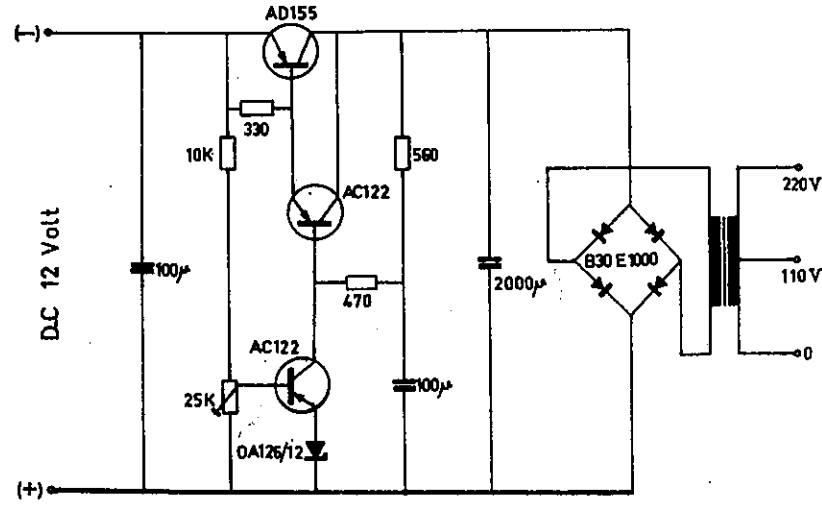 AD155
(-)
330
10K
560
AC122
220V
D.C 12 Volt
100μ
B30 E1000
2000μ
110V
470
AC122
0
25K
100μ
OA126/12
(+)